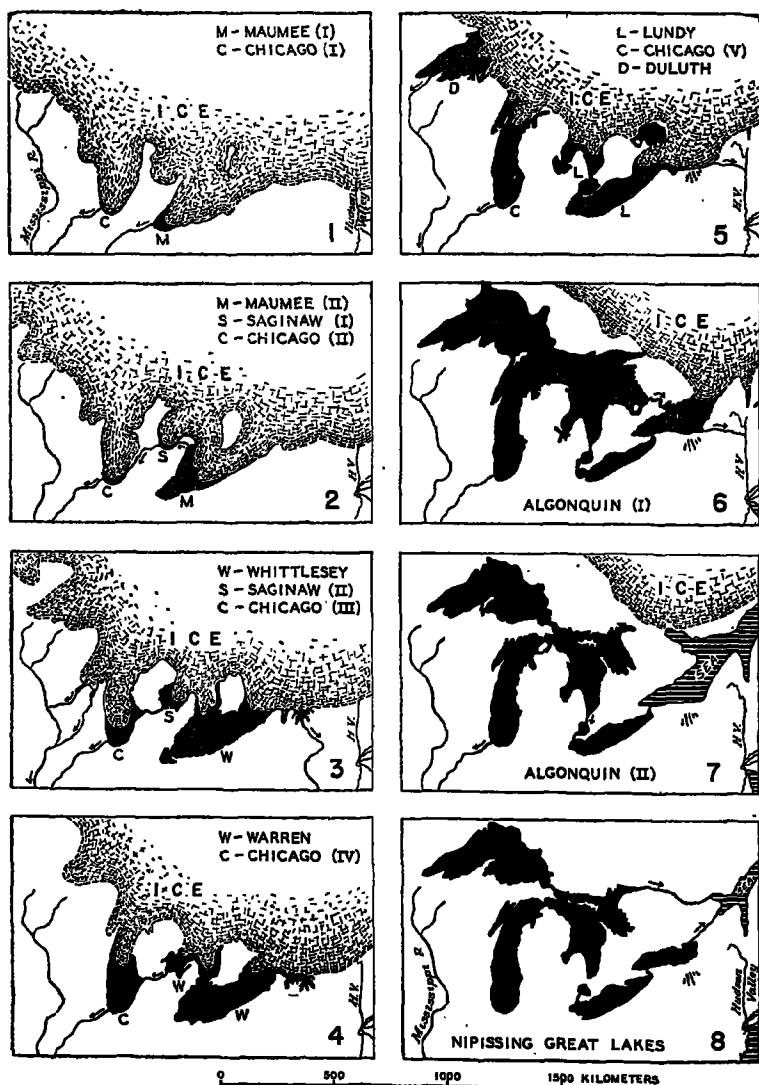 M – MAUMEE (I)
C – CHICAGO (I)
ICE
Mississippi R.
Hudson
Valley
C
M
1
M – MAUMEE (II)
S – SAGINAW (I)
C – CHICAGO (II)
ICE
S
C
M
H.V.
2
W – WHITTLESEY
S – SAGINAW (II)
C – CHICAGO (III)
ICE
S
C
W
H.V.
3
W – WARREN
C – CHICAGO (IV)
ICE
W
W
C
H.V.
4
L – LUNDY
C – CHICAGO (V)
D – DULUTH
ICE
D
L
C
L
H.V.
5
ICE
H.V.
ALGONQUIN (I)
6
ICE
H.V.
ALGONQUIN (II)
7
Mississippi R.
Hudson
Valley
NIPISSING GREAT LAKES
8
0 500 1000 1500 KILOMETERS